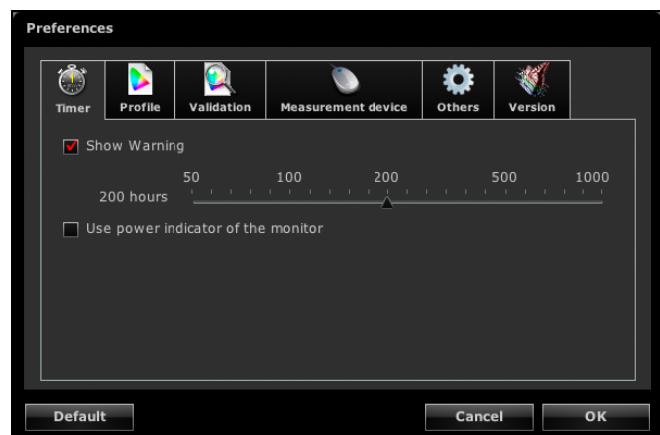 Preferences
Timer Profile Validation Measurement device Others Version
Show Warning
50 100 200 500 1000
200 hours
Use power indicator of the monitor
Default Cancel OK